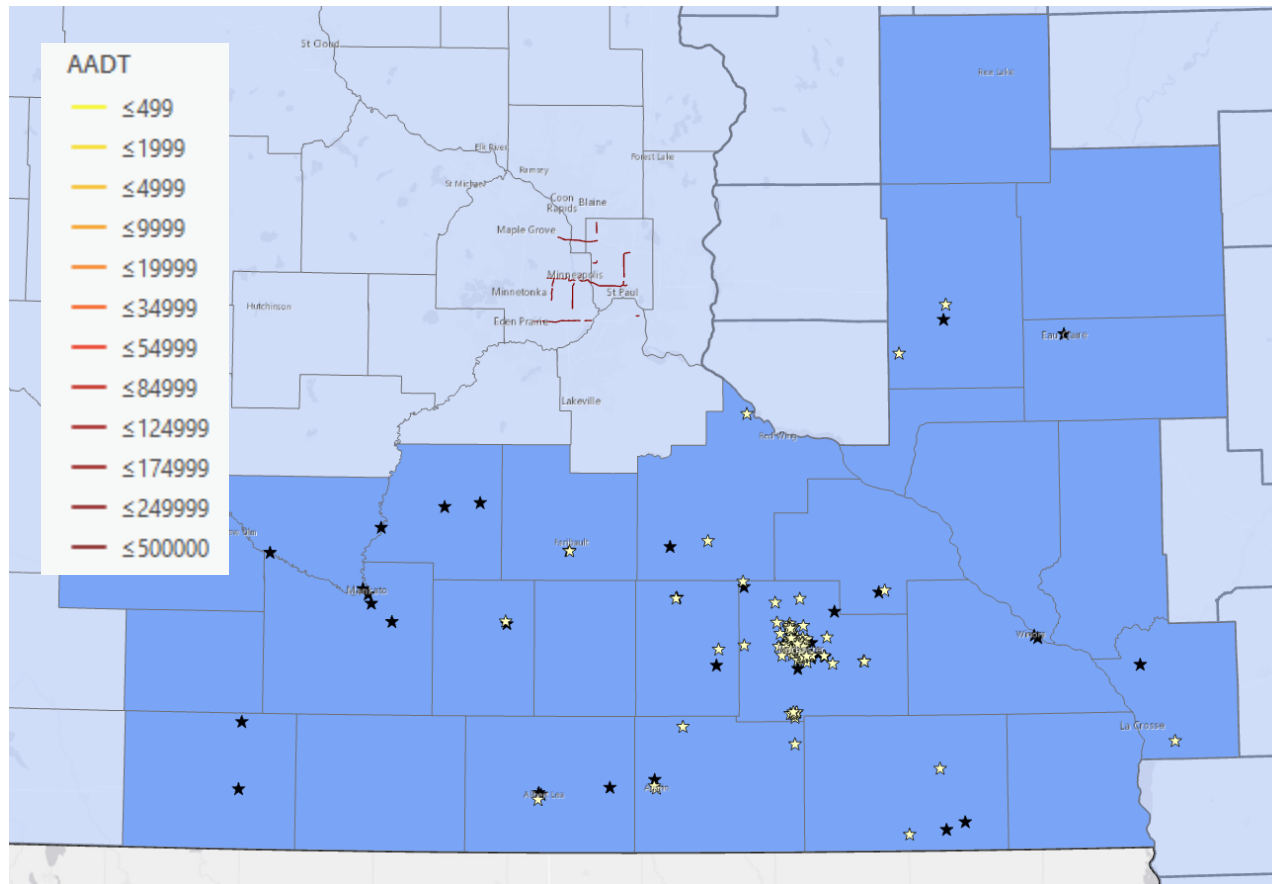 AADT
≤499
≤1999
≤4999
≤9999
≤19999
≤34999
≤54999
≤84999
≤124999
≤174999
≤249999
≤500000
St Cloud
Rice Lake
Elk River
Forest Lake
Ramsey
St Michael
Coon
Rapids
Blaine
Maple Grove
Minneapolis
Minnetonka
St Paul
Hutchinson
Eden Prairie
Eau Claire
Lakeville
Red Wing
Faribault
Mankato
Winona
La Crosse
Albert Lea
Austin